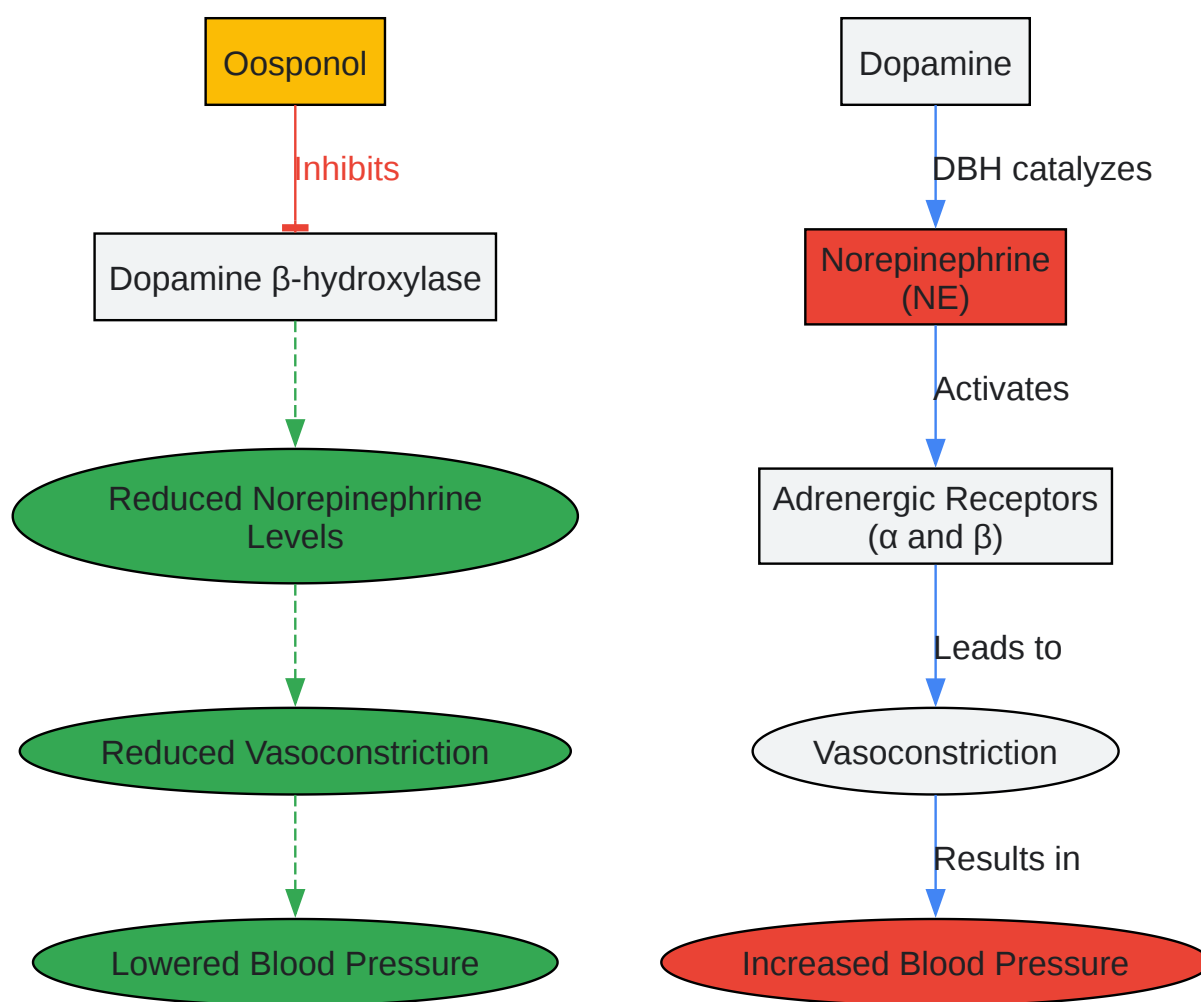 Oosponol
Inhibits
Dopamine β-hydroxylase
Reduced Norepinephrine
Levels
Reduced Vasoconstriction
Lowered Blood Pressure
Dopamine
DBH catalyzes
Norepinephrine
(NE)
Activates
Adrenergic Receptors
(α and β)
Leads to
Vasoconstriction
Results in
Increased Blood Pressure